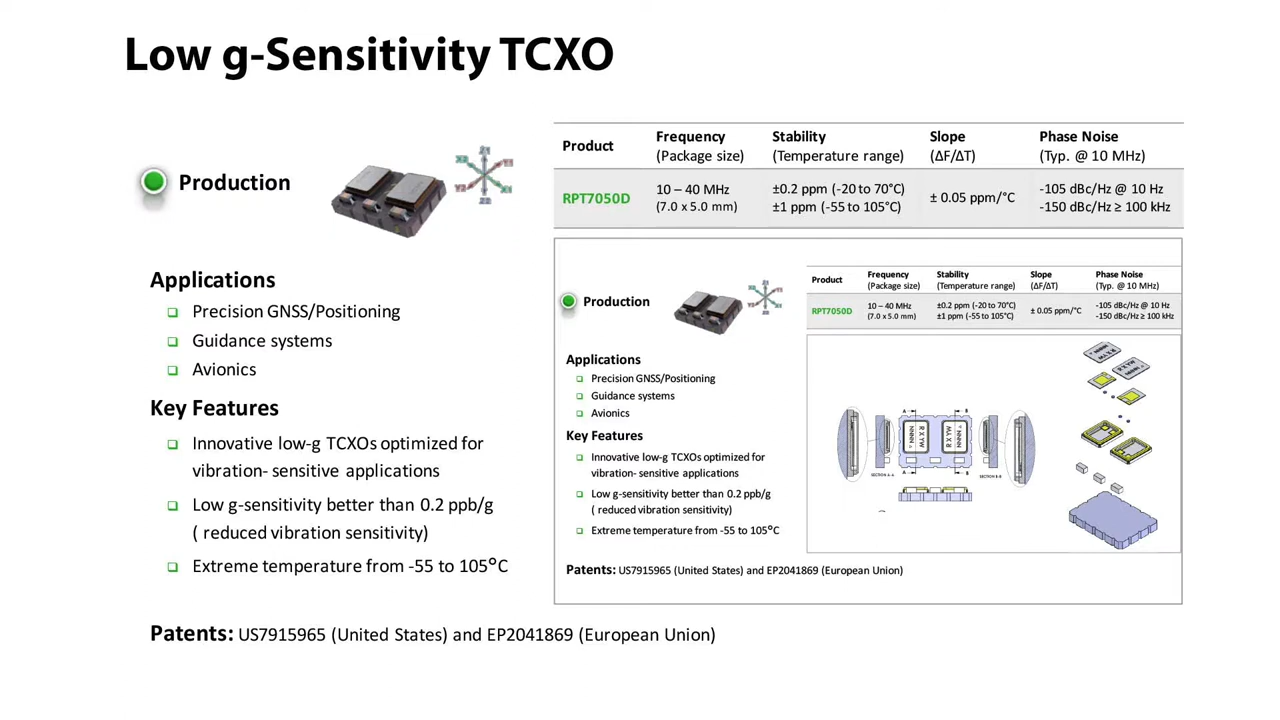 Low g-Sensitivity TCXO
Production
Applications
Precision GNSS/Positioning
Guidance systems
Avionics
Key Features
Innovative low-g TCXOs optimized for
vibration- sensitive applications
Low g-sensitivity better than 0.2 ppb/g
( reduced vibration sensitivity)
Extreme temperature from -55 to 105°C
Product Frequency (Package size) Stability (Temperature range) Slope (ΔF/ΔT) Phase Noise (Typ. @ 10 MHz)
RPT7050D 10 – 40 MHz (7.0 x 5.0 mm) ±0.2 ppm (-20 to 70°C) ±1 ppm (-55 to 105°C) ± 0.05 ppm/°C -105 dBc/Hz @ 10 Hz -150 dBc/Hz ≥ 100 kHz
Production
Applications
Precision GNSS/Positioning
Guidance systems
Avionics
Key Features
Innovative low-g TCXOs optimized for
vibration- sensitive applications
Low g-sensitivity better than 0.2 ppb/g
( reduced vibration sensitivity)
Extreme temperature from -55 to 105°C
Product Frequency (Package size) Stability (Temperature range) Slope (ΔF/ΔT) Phase Noise (Typ. @ 10 MHz)
RPT7050D 10 – 40 MHz (7.0 x 5.0 mm) ±0.2 ppm (-20 to 70°C) ±1 ppm (-55 to 105°C) ± 0.05 ppm/°C -105 dBc/Hz @ 10 Hz -150 dBc/Hz ≥ 100 kHz
A B
NNNN
RXYW
RXYW
NNNN
A B
SECTION A-A
SECTION B-B
Patents: US7915965 (United States) and EP2041869 (European Union)
Patents: US7915965 (United States) and EP2041869 (European Union)